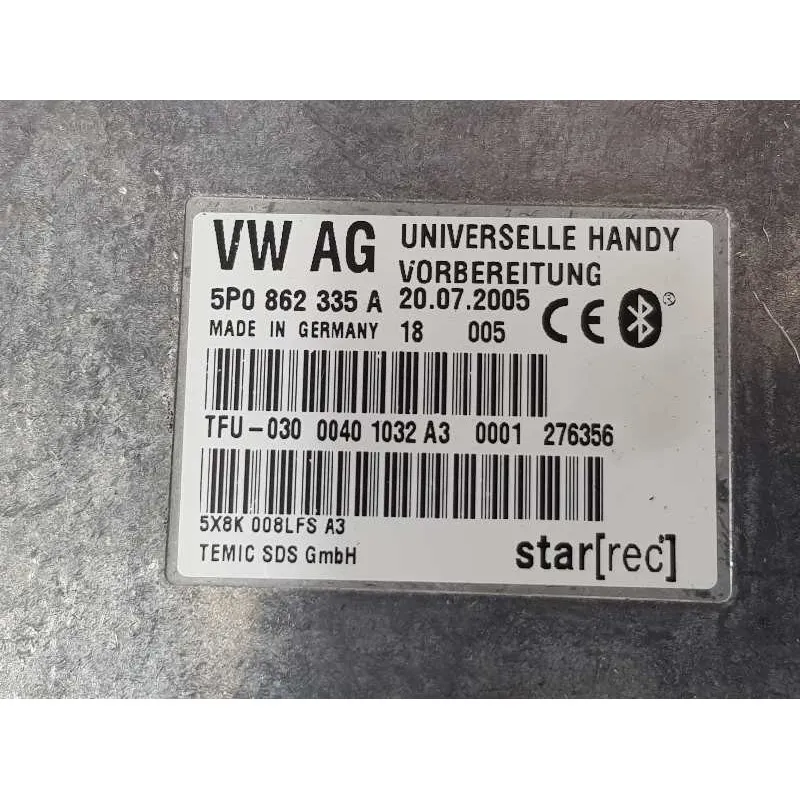 VW AG UNIVERSELLE HANDY
VORBEREITUNG
5P0 862 335 A 20.07.2005 CE ®
MADE IN GERMANY 18 005
TFU-030 0040 1032 A3 0001 276356
5X8K 008LFS A3
TEMIC SDS GmbH star[rec]